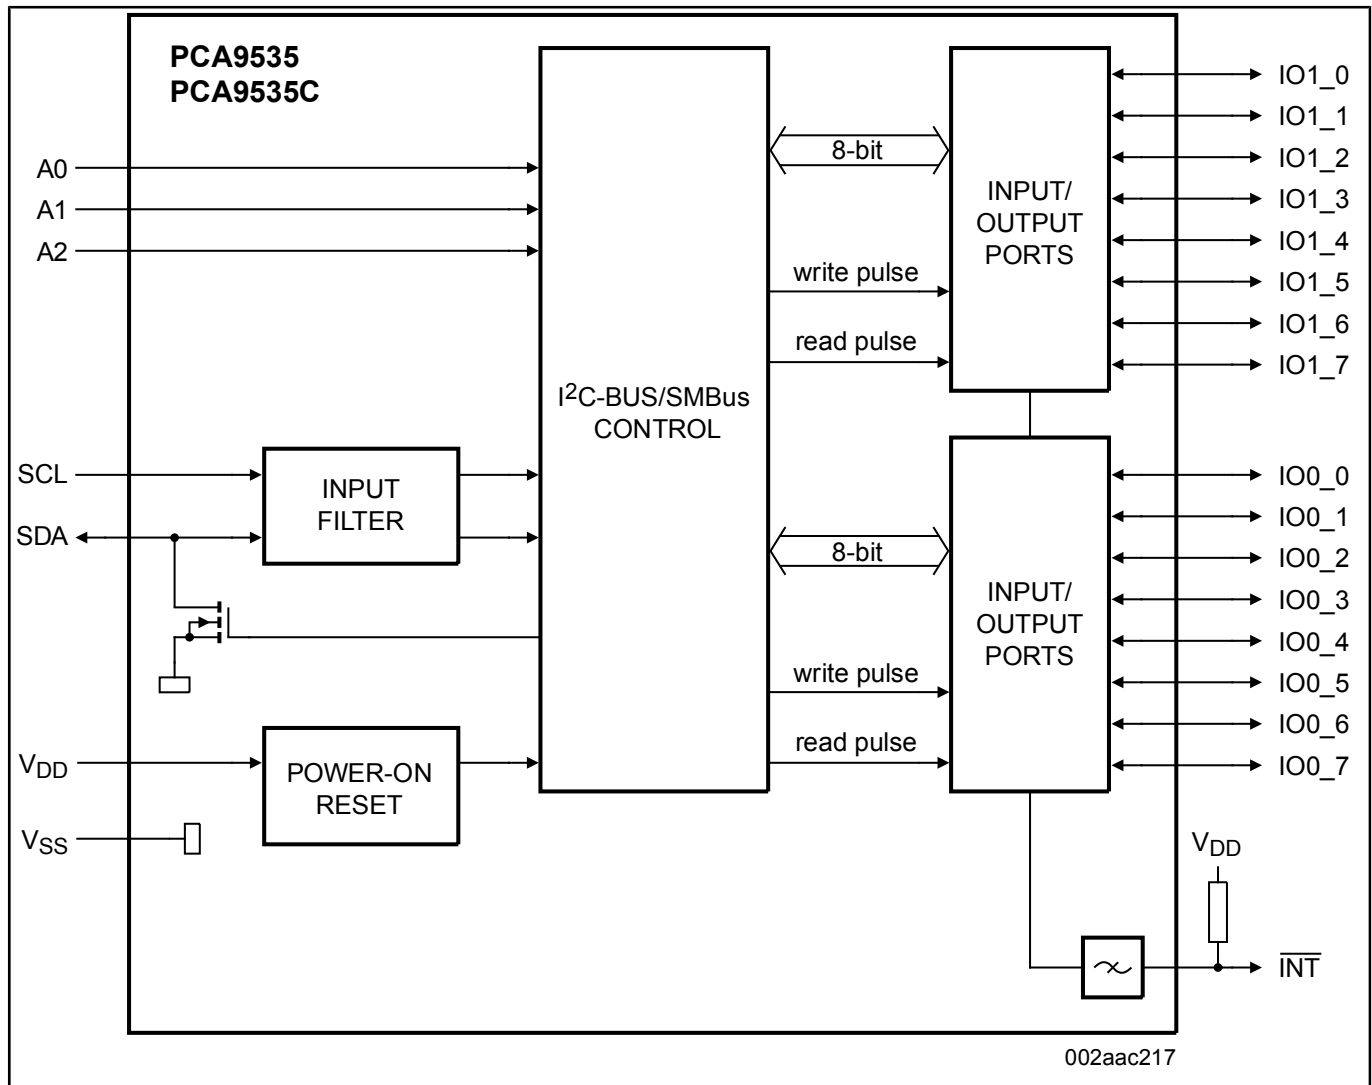 PCA9535
PCA9535C
A0
A1
A2
SCL
SDA
VDD
VSS
INPUT
FILTER
POWER-ON
RESET
I2C-BUS/SMBus
CONTROL
8-bit
write pulse
read pulse
INPUT/
OUTPUT
PORTS
IO1_0
IO1_1
IO1_2
IO1_3
IO1_4
IO1_5
IO1_6
IO1_7
8-bit
write pulse
read pulse
INPUT/
OUTPUT
PORTS
IO0_0
IO0_1
IO0_2
IO0_3
IO0_4
IO0_5
IO0_6
IO0_7
VDD
INT
002aac217